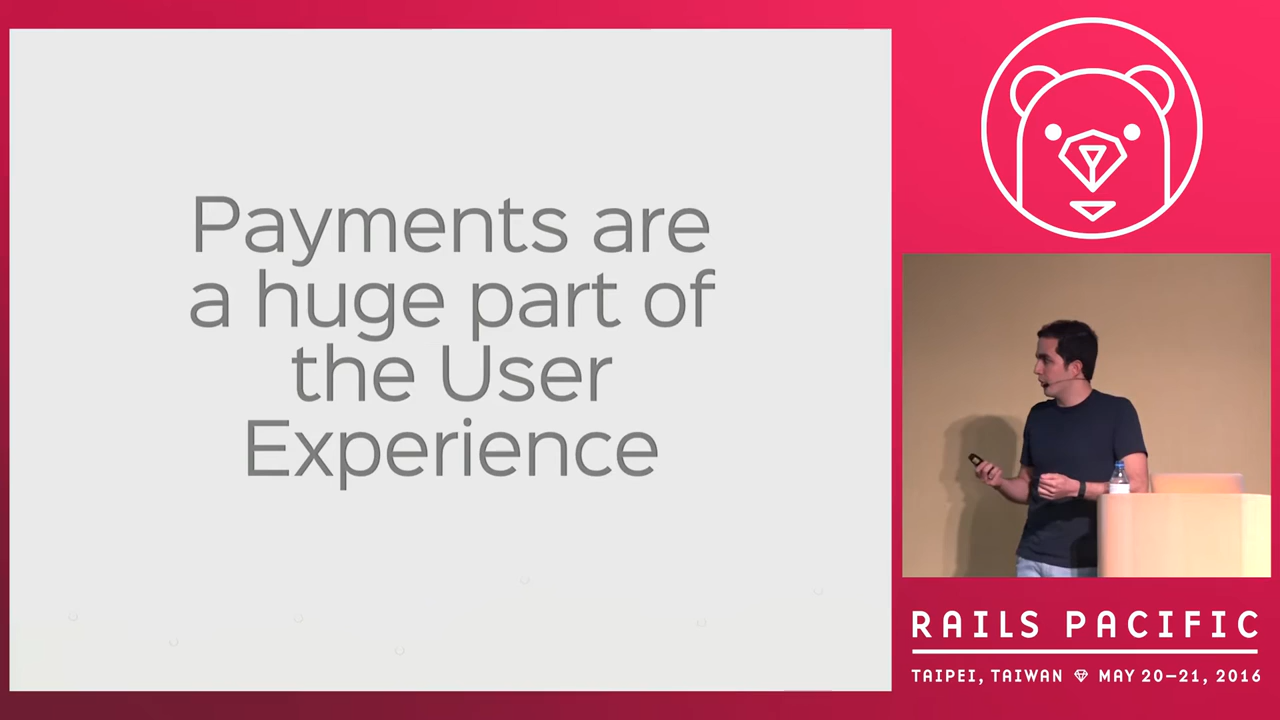 Payments are
a huge part of
the User
Experience
RAILS PACIFIC
TAIPEI, TAIWAN MAY 20–21, 2016